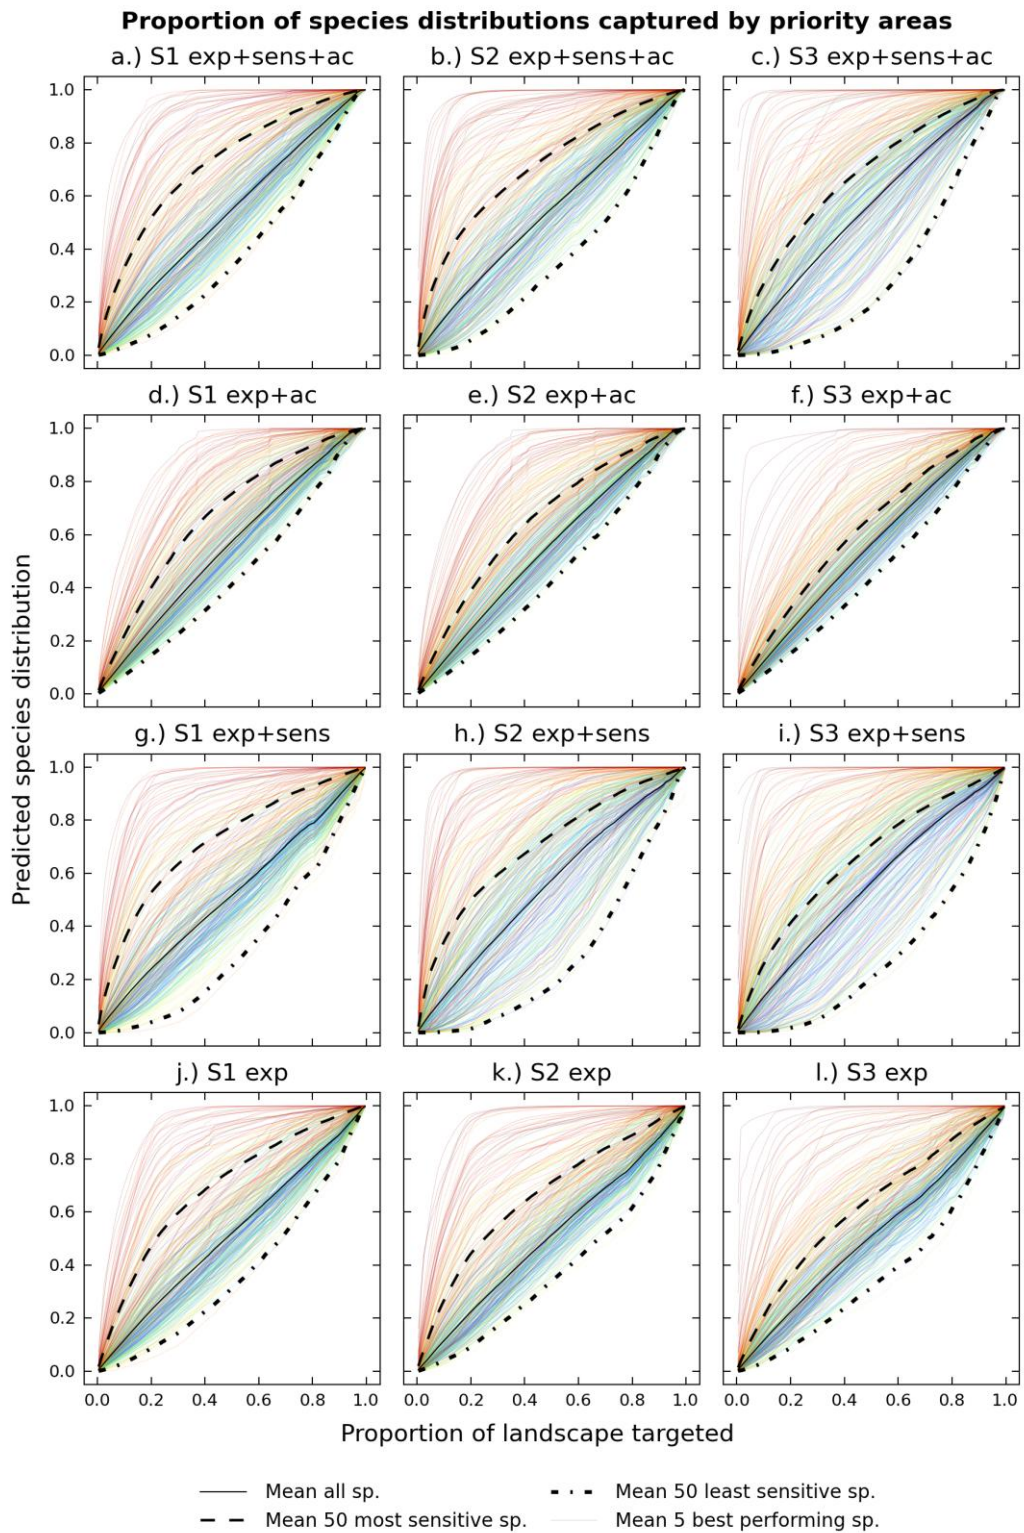 Proportion of species distributions captured by priority areas
a.) S1 exp+sens+ac
b.) S2 exp+sens+ac
c.) S3 exp+sens+ac
1.0
0.8
0.6
0.4
0.2
0.0
d.) S1 exp+ac
e.) S2 exp+ac
f.) S3 exp+ac
1.0
0.8
0.6
0.4
0.2
0.0
Predicted species distribution
g.) S1 exp+sens
h.) S2 exp+sens
i.) S3 exp+sens
1.0
0.8
0.6
0.4
0.2
0.0
j.) S1 exp
k.) S2 exp
l.) S3 exp
1.0
0.8
0.6
0.4
0.2
0.0
0.0 0.2 0.4 0.6 0.8 1.0
0.0 0.2 0.4 0.6 0.8 1.0
0.0 0.2 0.4 0.6 0.8 1.0
Proportion of landscape targeted
Mean all sp.
Mean 50 most sensitive sp.
Mean 50 least sensitive sp.
Mean 5 best performing sp.